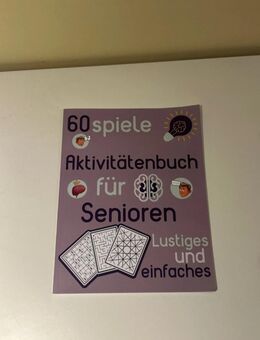 60 spiele
Aktivitätenbuch
für
Senioren
Lustiges
und
einfaches